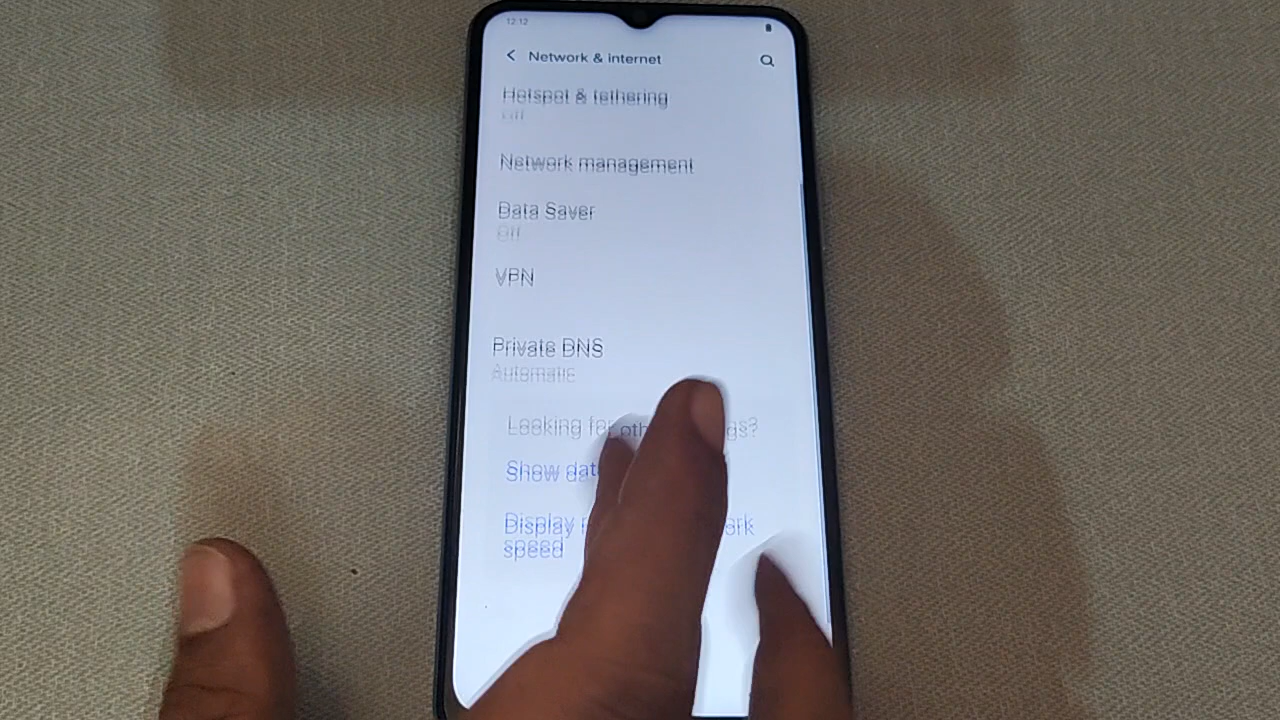 12:12
Network & internet
Hotspot & tethering
Off
Network management
Data Saver
Off
VPN
Private DNS
Automatic
Looking for
Show
Display
speed